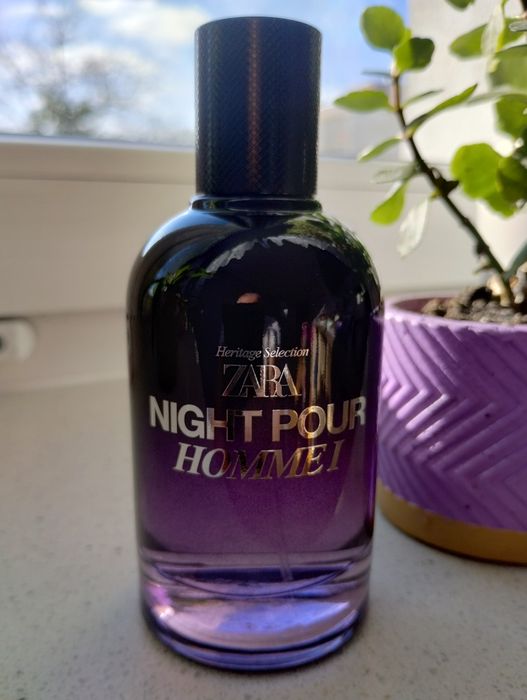 Heritage Selection
ZARA
NIGHT POUR
HOMME I